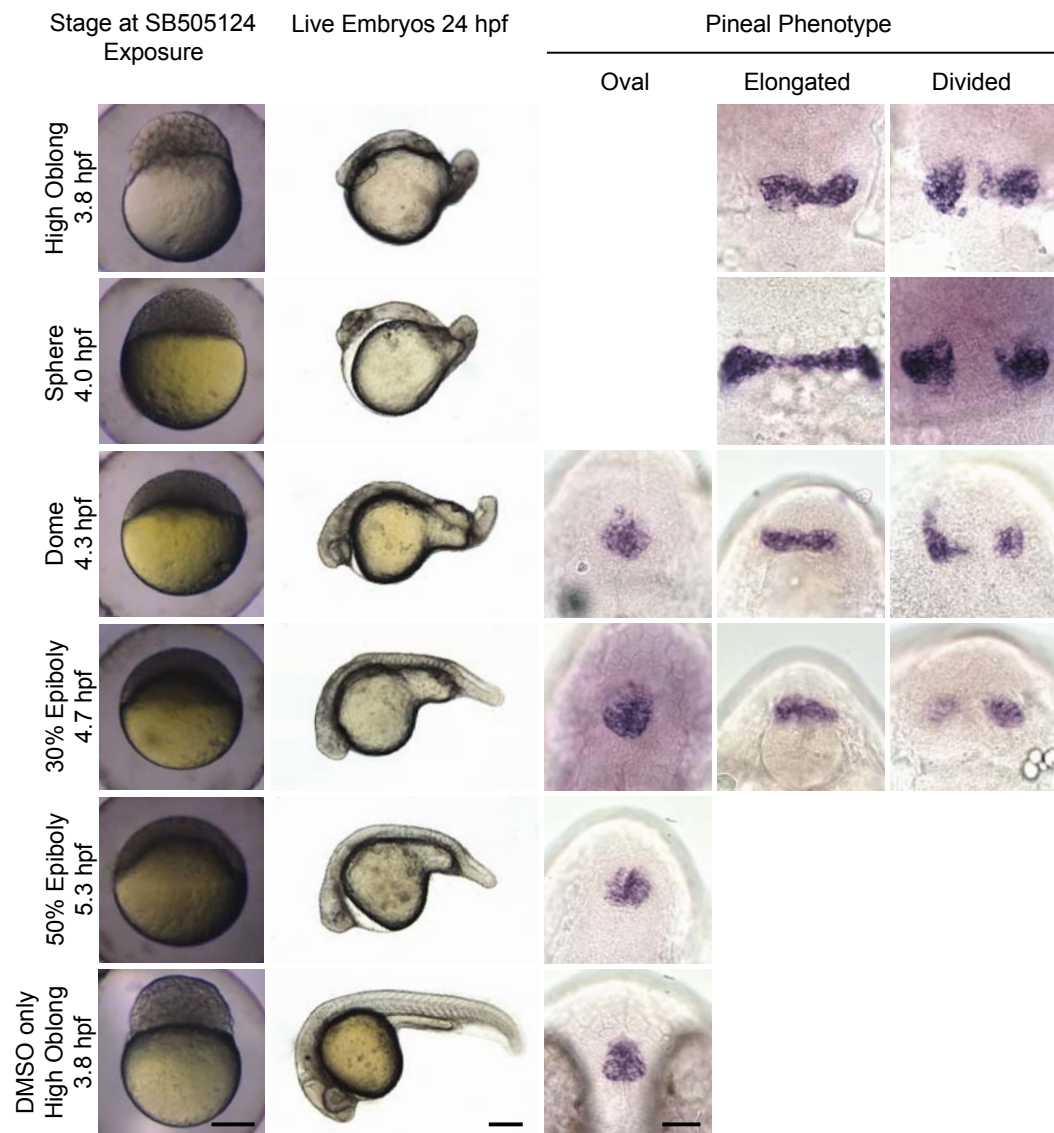 Stage at SB505124
Exposure
Live Embryos 24 hpf
Pineal Phenotype
Oval
Elongated
Divided
High Oblong
3.8 hpf
Sphere
4.0 hpf
Dome
4.3 hpf
30% Epiboly
4.7 hpf
50% Epiboly
5.3 hpf
DMSO only
High Oblong
3.8 hpf